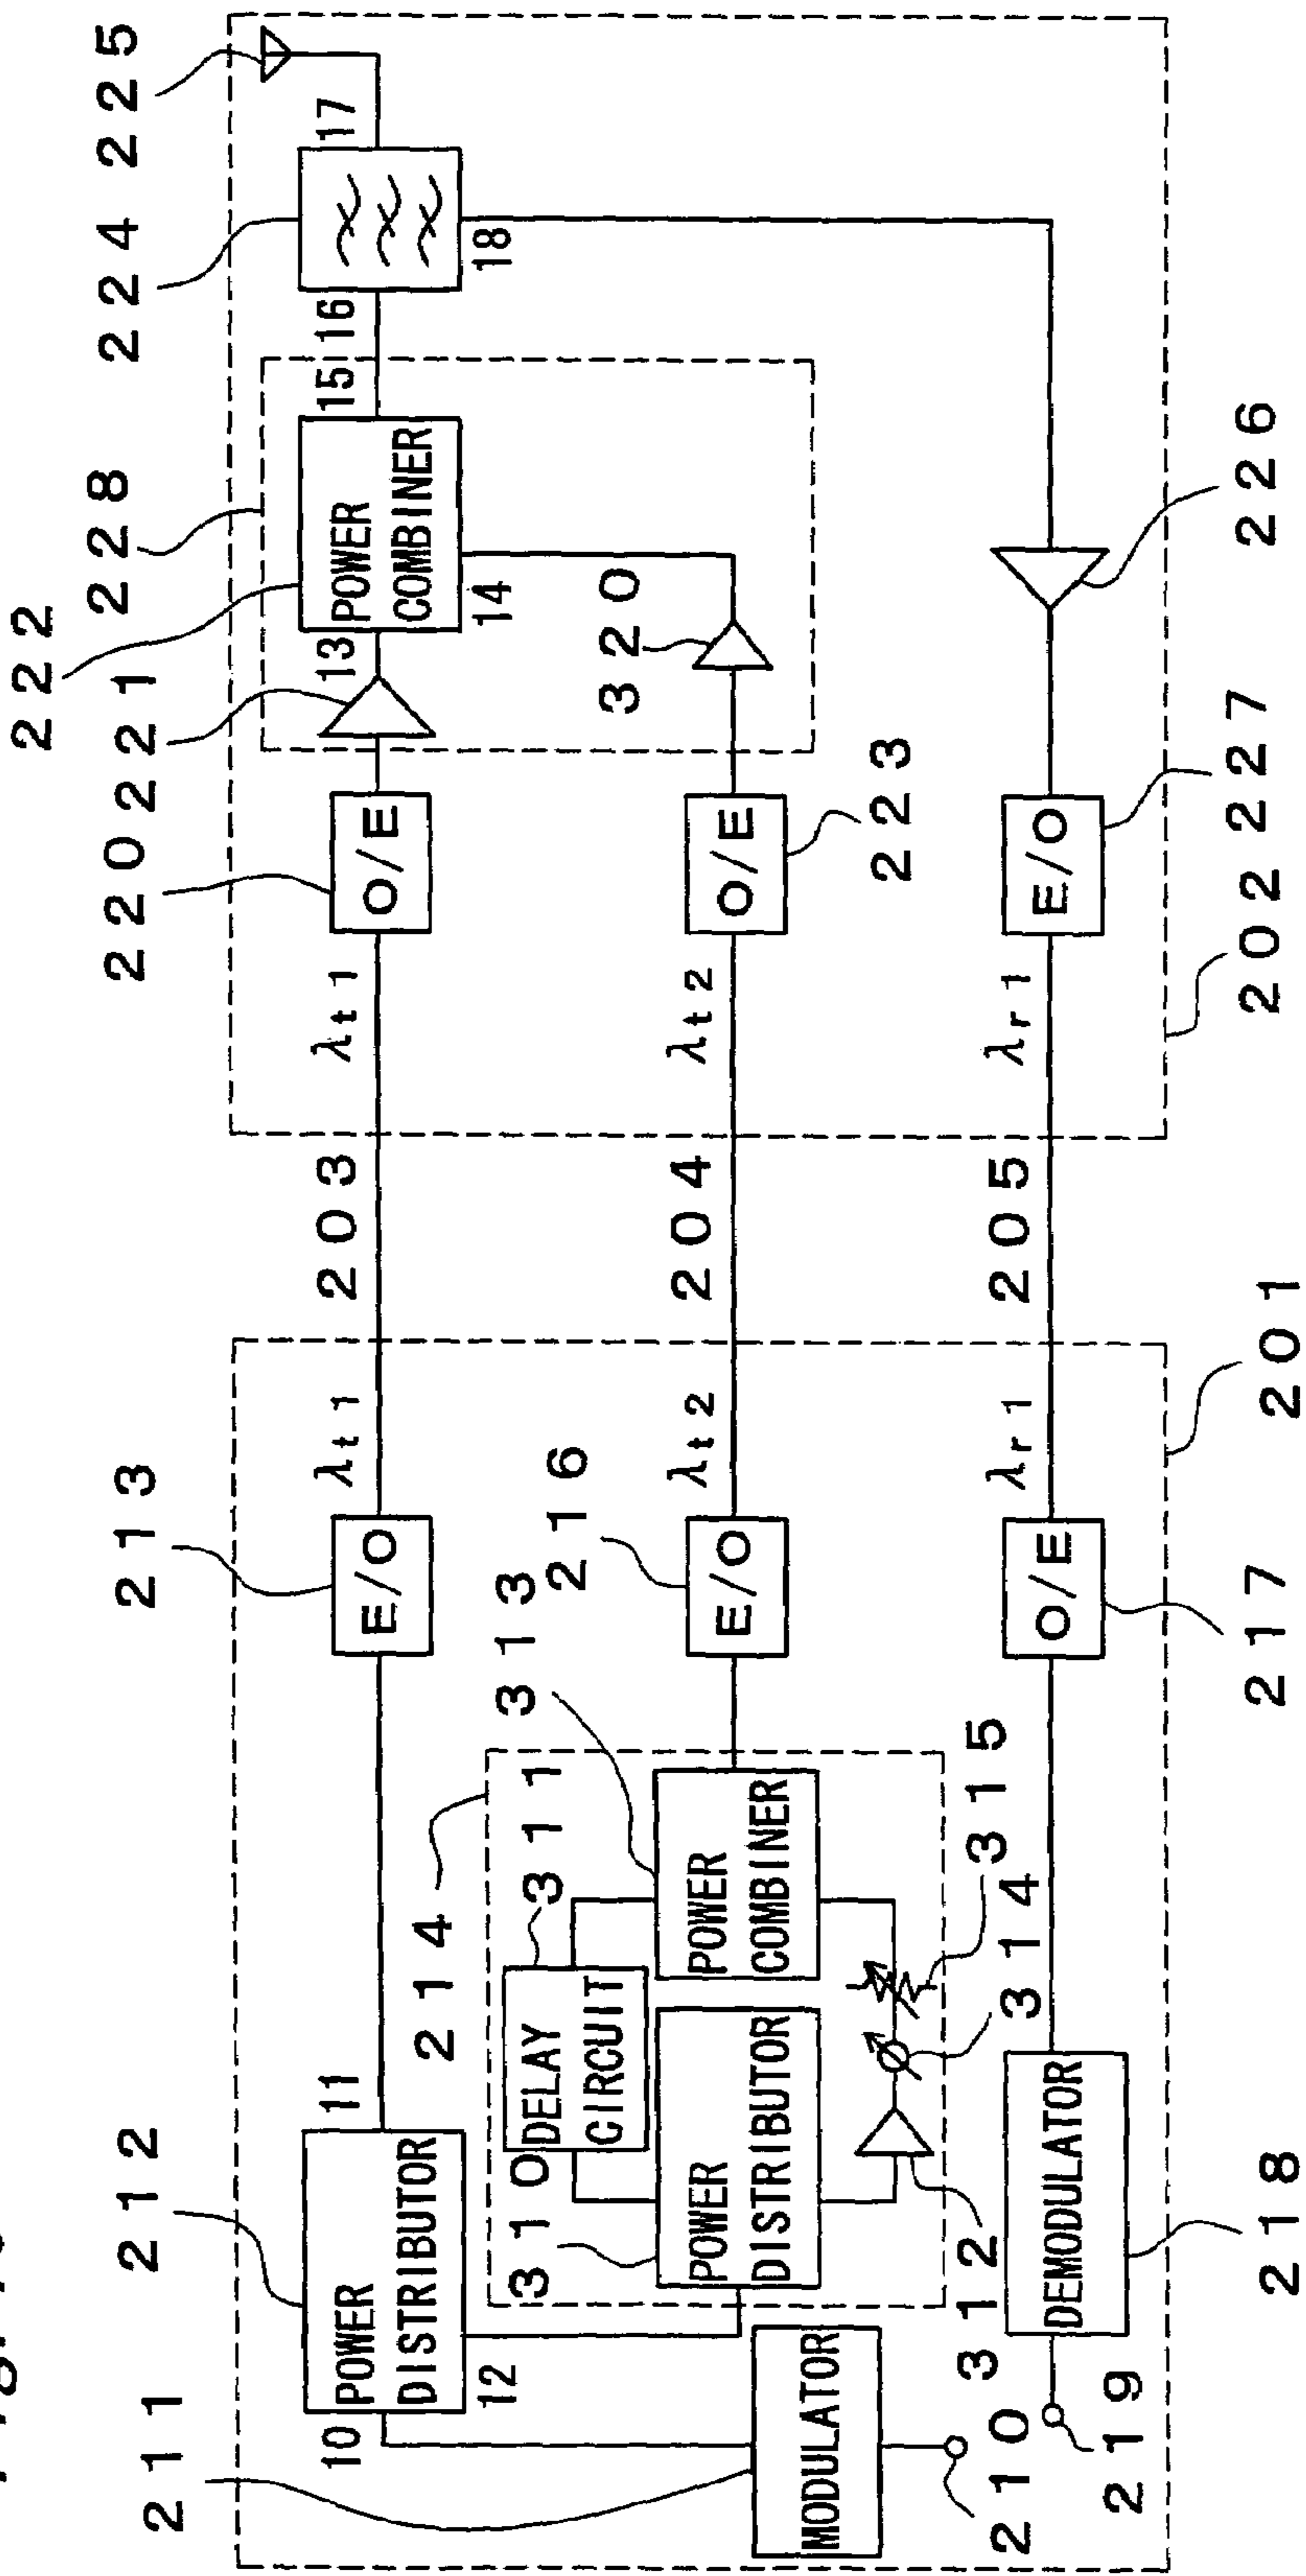 222
228
224
225
220
221
213
212
211
POWER
DISTRIBUTOR
10
11
12
E/O
λt1
203
λt1
O/E
13
POWER
COMBINER
14
15
16
17
18
214
311
313
216
310
DELAY
CIRCUIT
POWER
DISTRIBUTOR
POWER
COMBINER
E/O
λt2
204
λt2
O/E
320
223
312
314
315
MODULATOR
210
219
DEMODULATOR
218
O/E
217
λr1
205
λr1
E/O
227
226
201
202